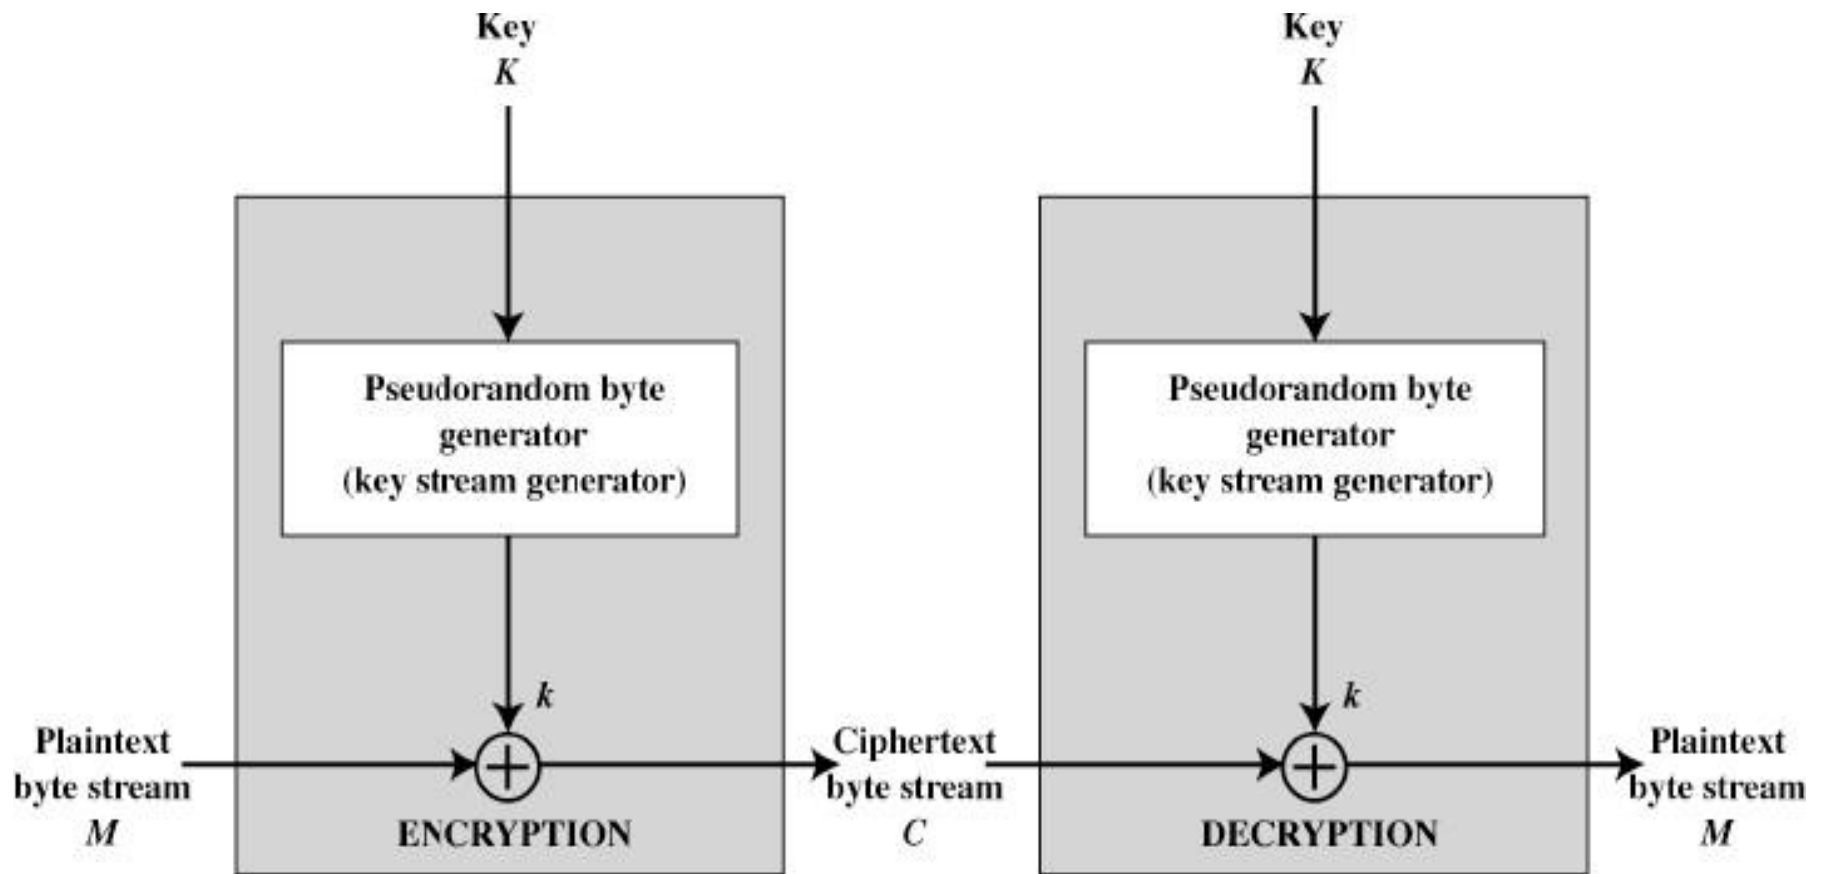 Key
K
Key
K
Pseudorandom byte
generator
(key stream generator)
Pseudorandom byte
generator
(key stream generator)
k
k
Plaintext
byte stream
M
ENCRYPTION
Ciphertext
byte stream
C
DECRYPTION
Plaintext
byte stream
M